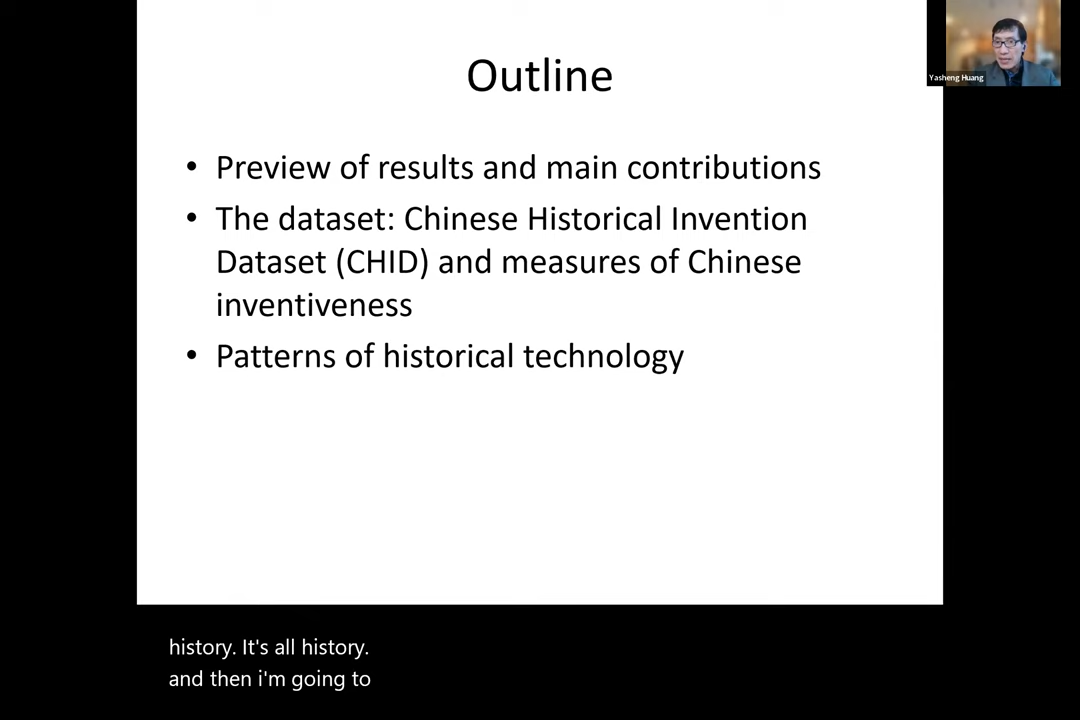 Outline
Yasheng Huang
• Preview of results and main contributions
• The dataset: Chinese Historical Invention
Dataset (CHID) and measures of Chinese
inventiveness
• Patterns of historical technology
history. It's all history.
and then i'm going to